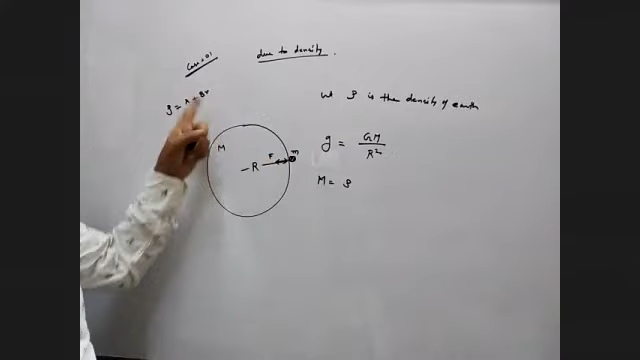 Case :- 01
due to density.
ρ = A + Br
let ρ is the density of earth
M
F
m
R
g = GM / R²
M = ρ